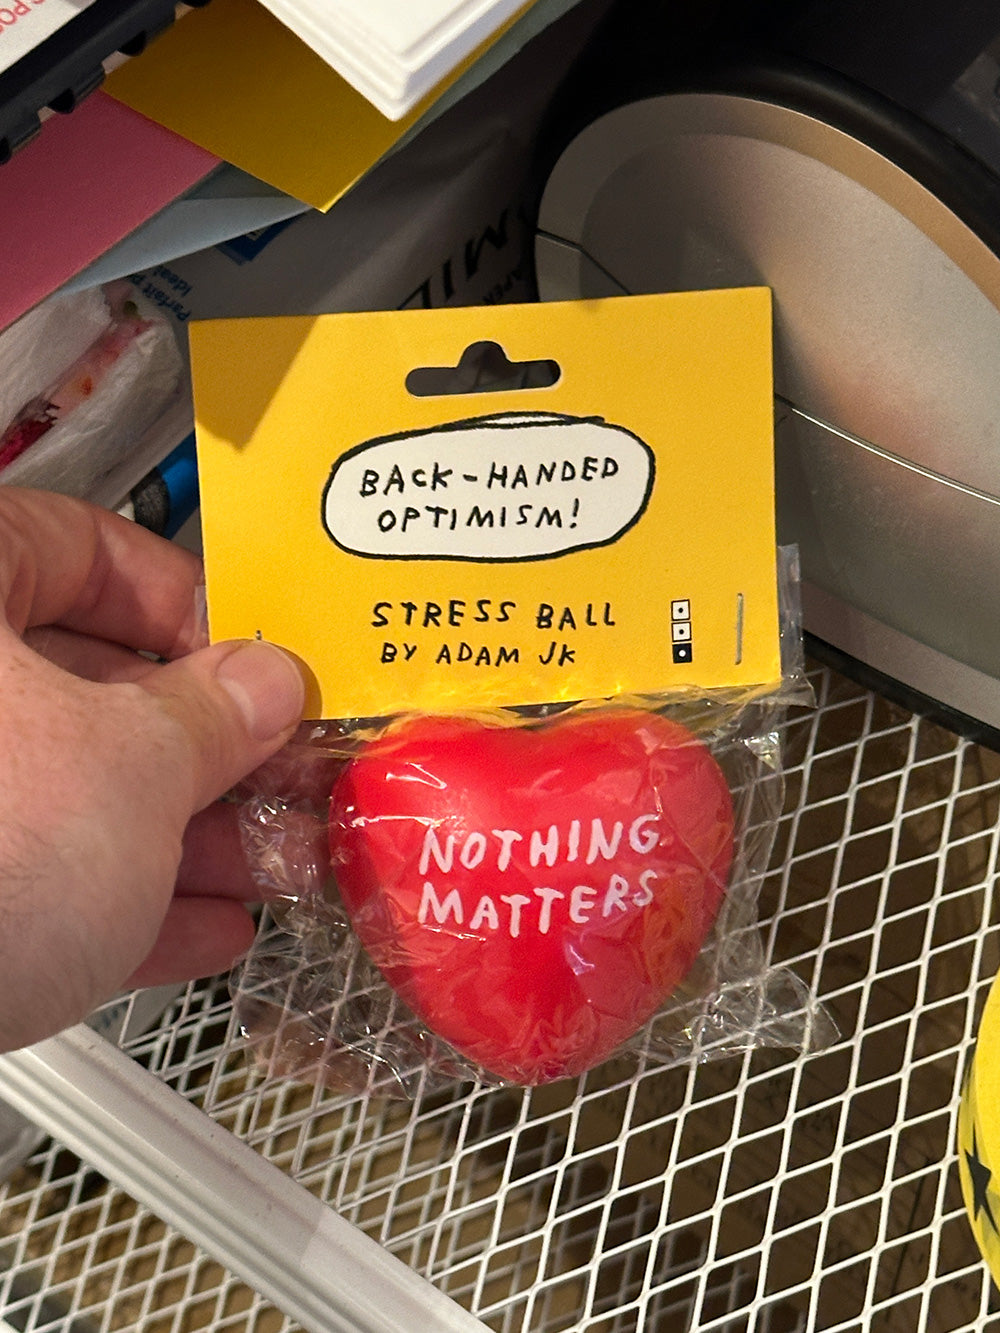 BACK-HANDED
OPTIMISM!
STRESS BALL
BY ADAM JK
NOTHING
MATTERS